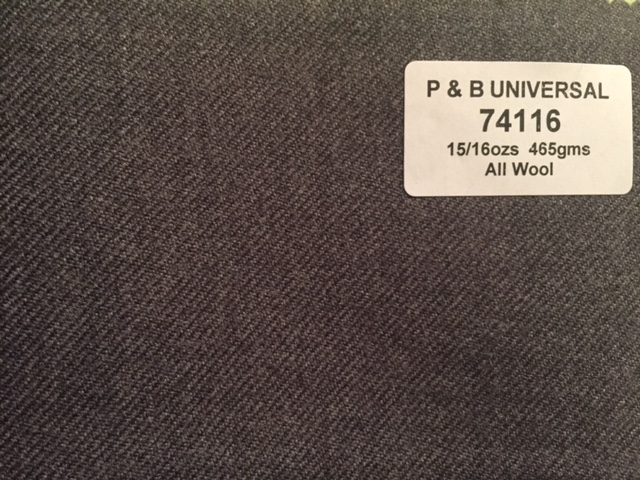 P & B UNIVERSAL
74116
15/16ozs 465gms
All Wool